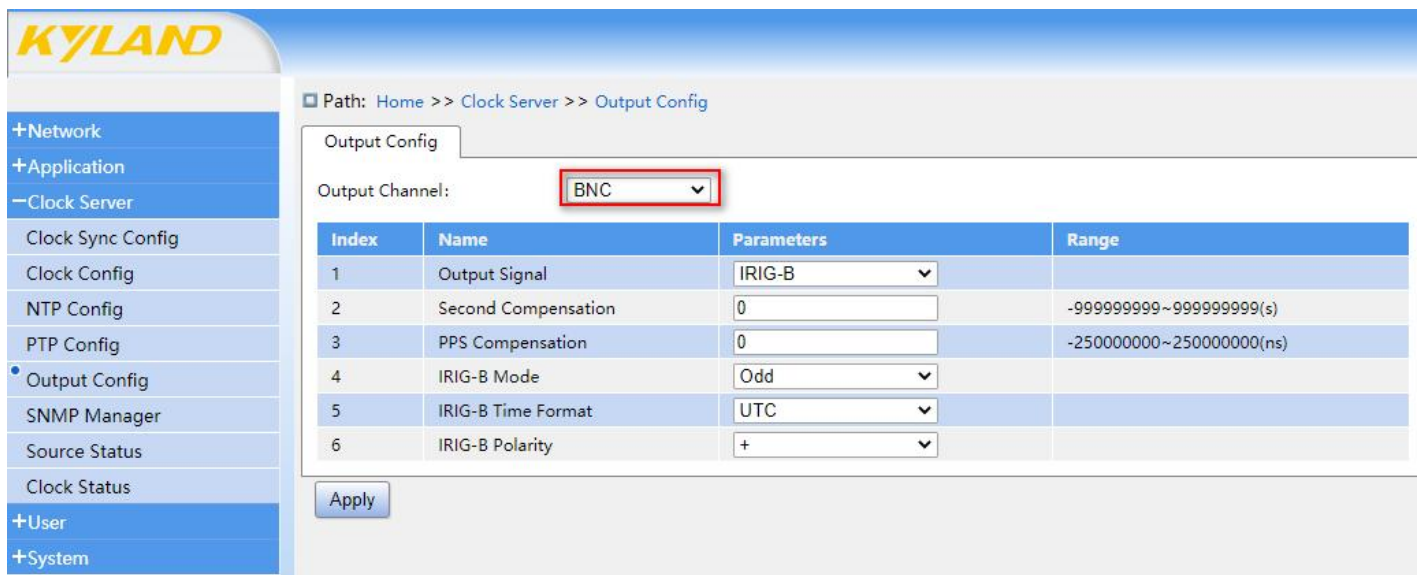 KYLAND
Path: Home >> Clock Server >> Output Config
+Network
+Application
−Clock Server
Clock Sync Config
Clock Config
NTP Config
PTP Config
Output Config
SNMP Manager
Source Status
Clock Status
+User
+System
Output Config
Output Channel: BNC
Index Name Parameters Range
1 Output Signal IRIG-B
2 Second Compensation 0 -999999999~999999999(s)
3 PPS Compensation 0 -250000000~250000000(ns)
4 IRIG-B Mode Odd
5 IRIG-B Time Format UTC
6 IRIG-B Polarity +
Apply